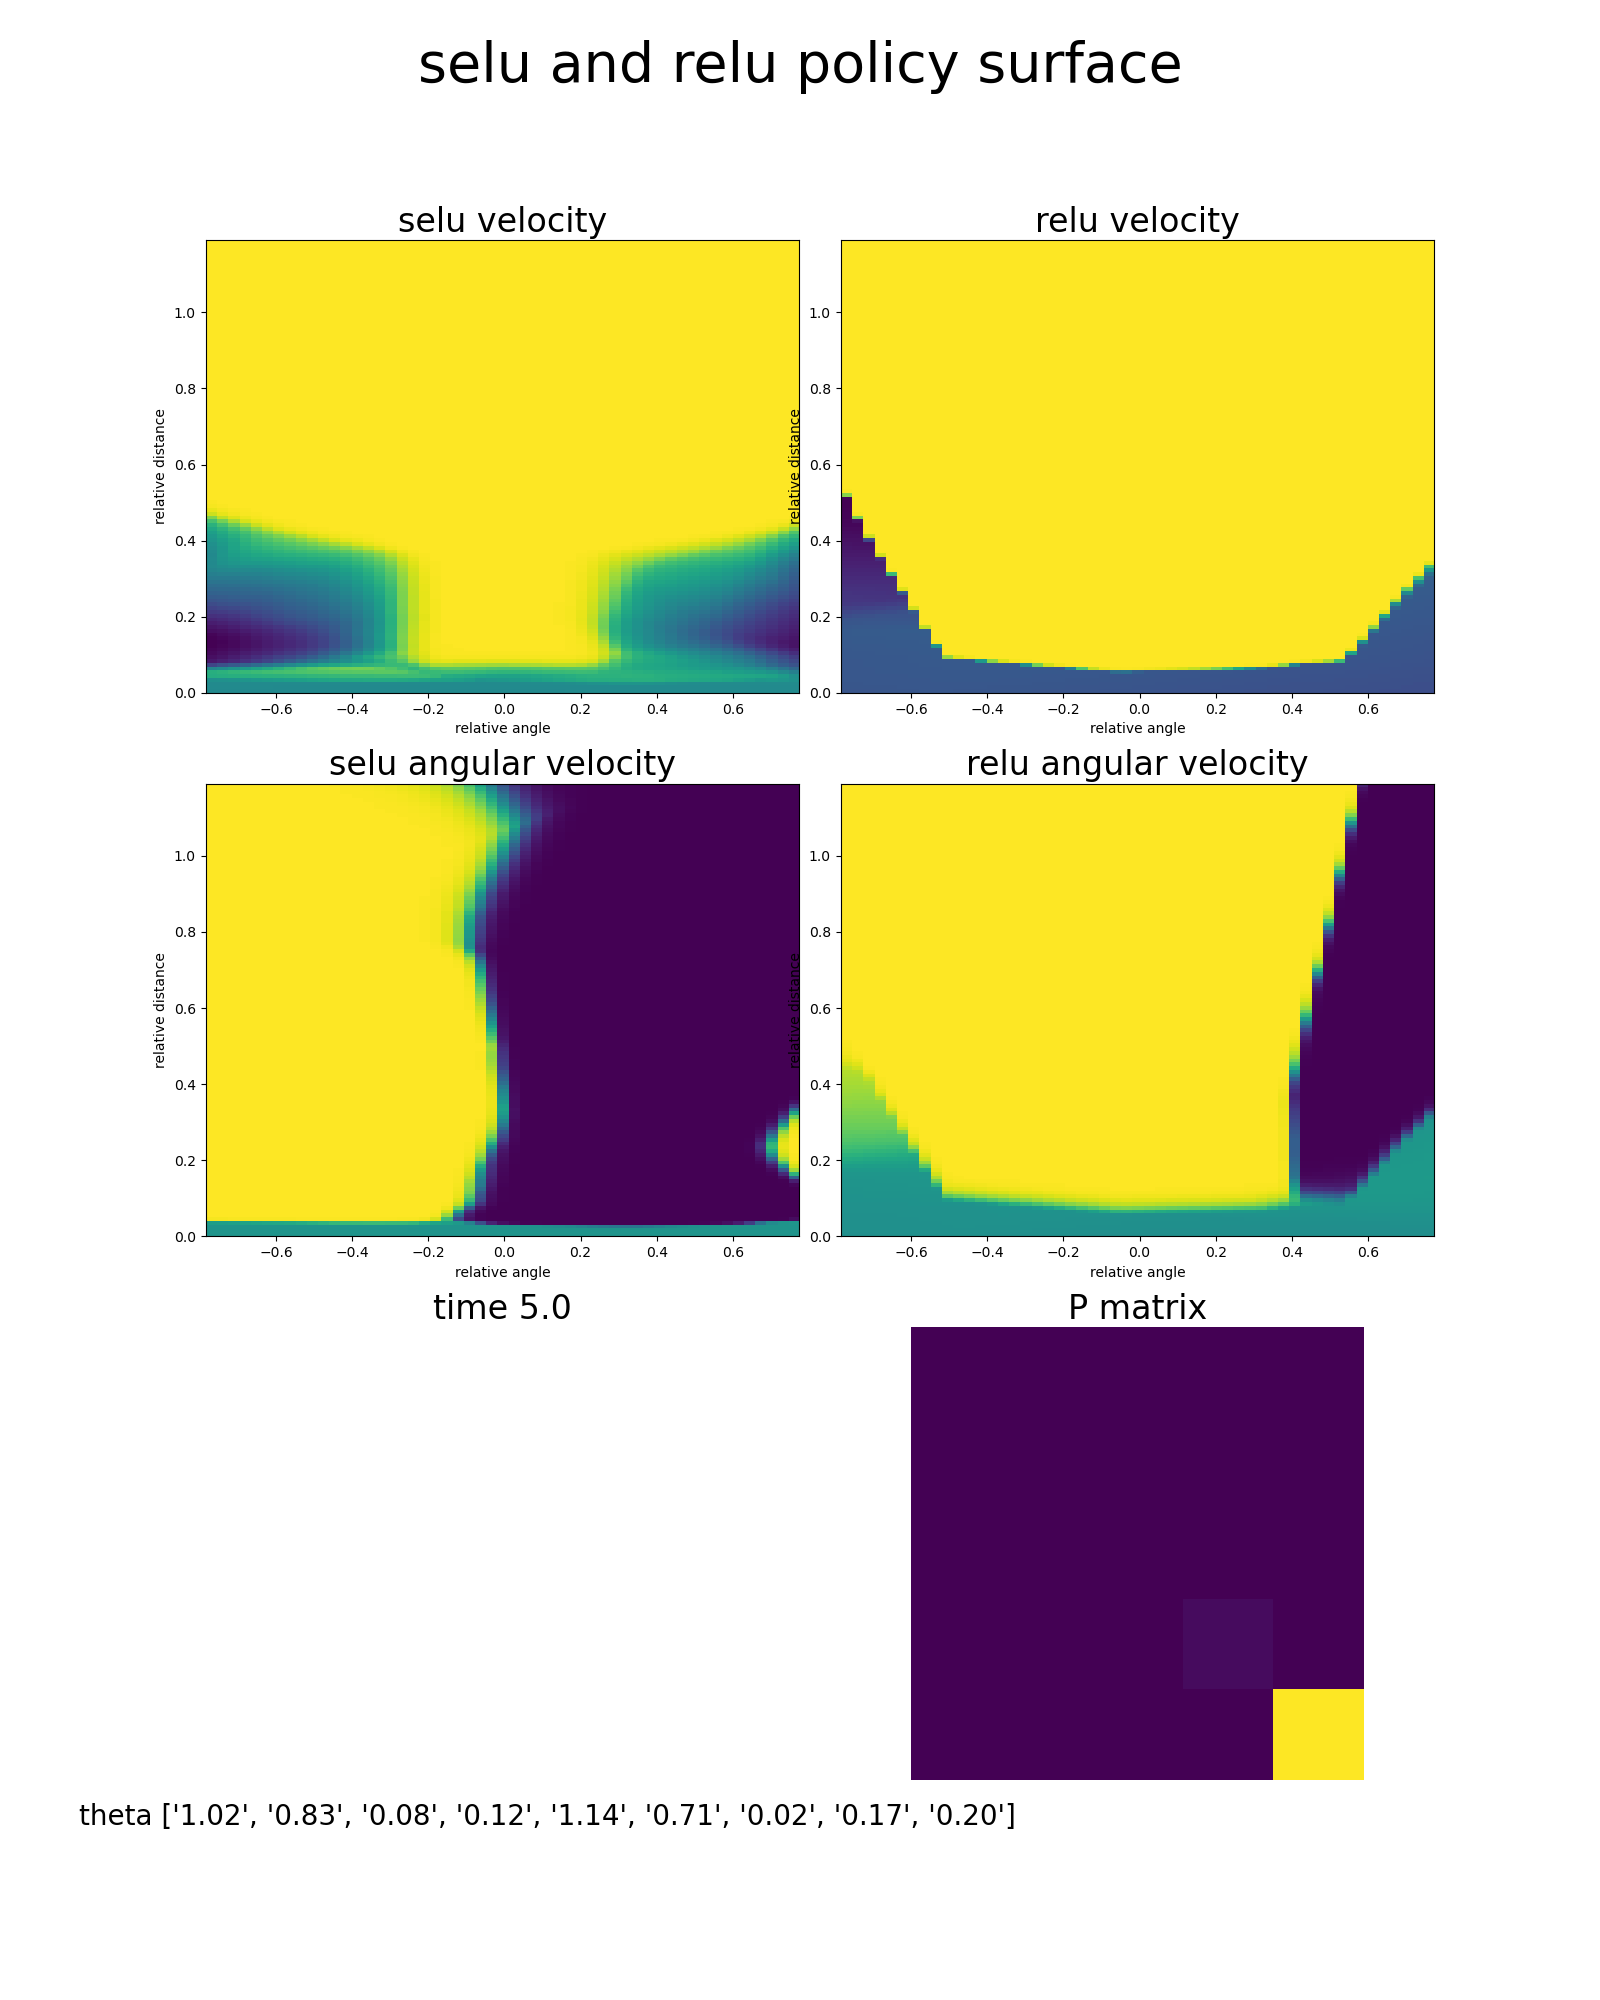 selu and relu policy surface
selu velocity
relu velocity
1.0
0.8
0.6
0.4
0.2
0.0
relative distance
−0.6 −0.4 −0.2 0.0 0.2 0.4 0.6
relative angle
1.0
0.8
0.6
0.4
0.2
0.0
relative distance
−0.6 −0.4 −0.2 0.0 0.2 0.4 0.6
relative angle
selu angular velocity
relu angular velocity
1.0
0.8
0.6
0.4
0.2
0.0
relative distance
−0.6 −0.4 −0.2 0.0 0.2 0.4 0.6
relative angle
1.0
0.8
0.6
0.4
0.2
0.0
relative distance
−0.6 −0.4 −0.2 0.0 0.2 0.4 0.6
relative angle
time 5.0
P matrix
theta ['1.02', '0.83', '0.08', '0.12', '1.14', '0.71', '0.02', '0.17', '0.20']